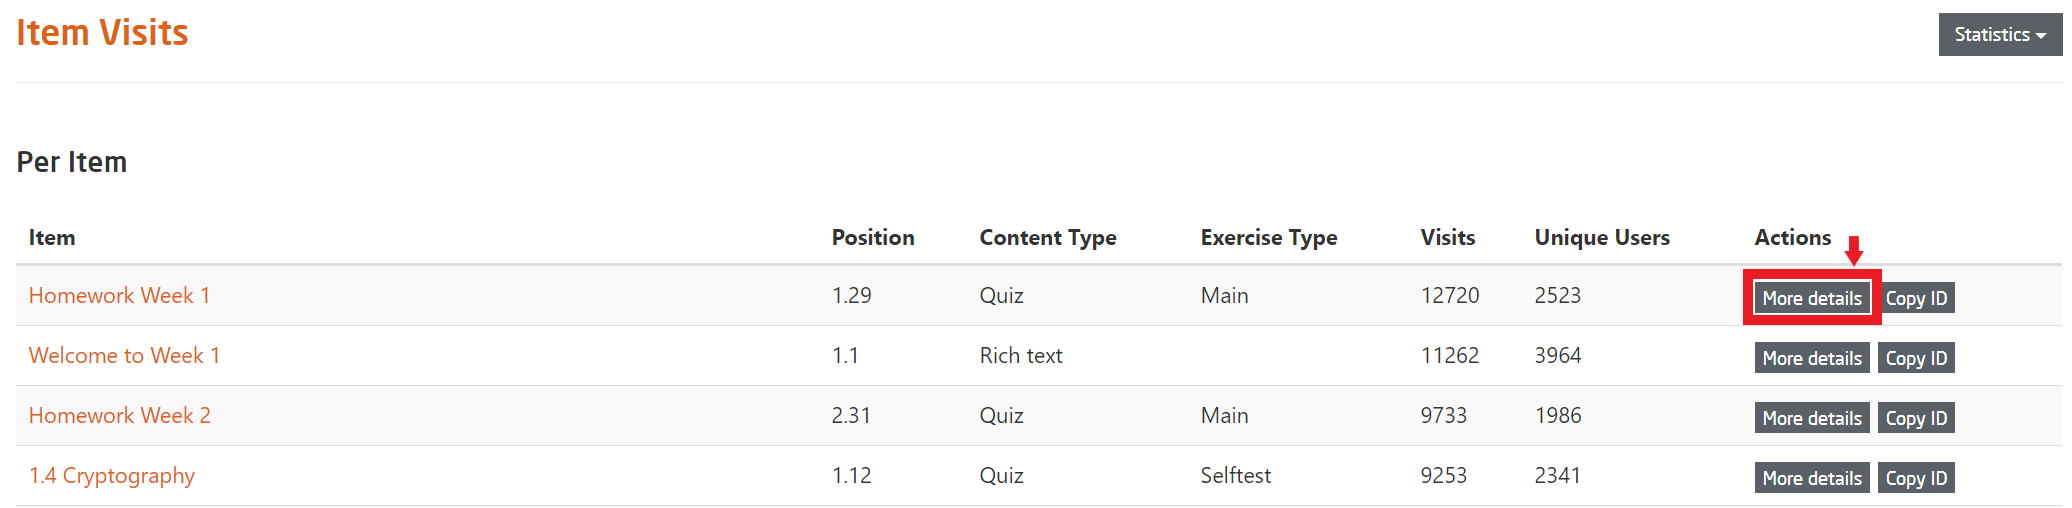 Item Visits
Statistics
Per Item
Item Position Content Type Exercise Type Visits Unique Users Actions
Homework Week 1 1.29 Quiz Main 12720 2523 More details Copy ID
Welcome to Week 1 1.1 Rich text 11262 3964 More details Copy ID
Homework Week 2 2.31 Quiz Main 9733 1986 More details Copy ID
1.4 Cryptography 1.12 Quiz Selftest 9253 2341 More details Copy ID